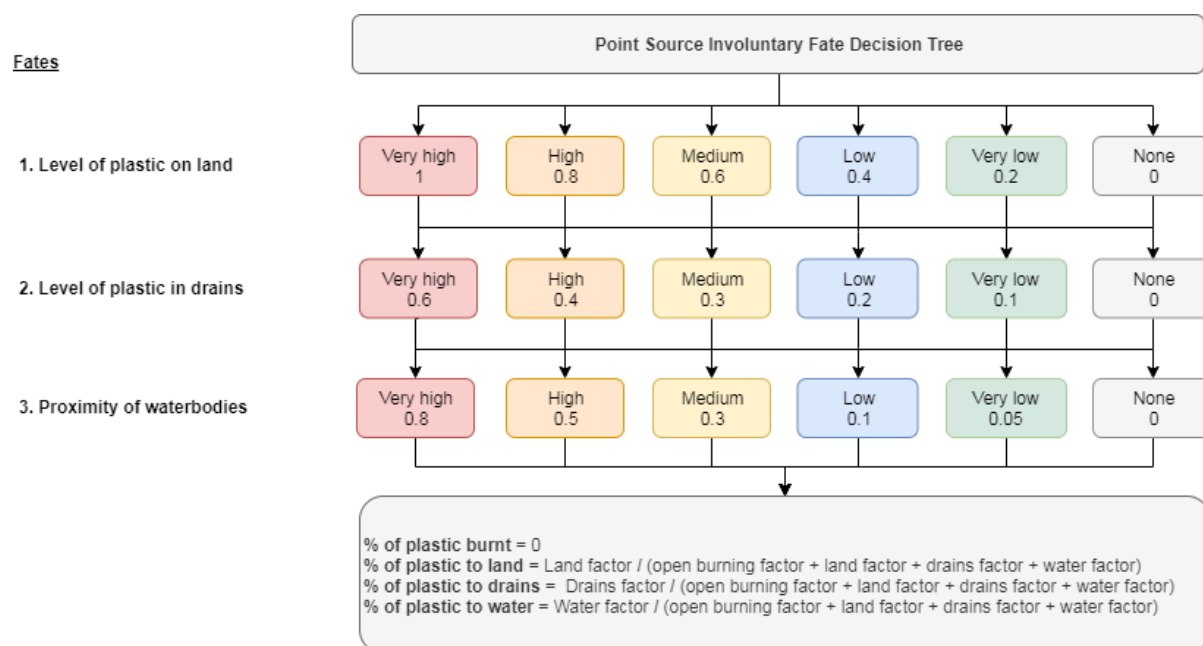 Point Source Involuntary Fate Decision Tree
Fates
1. Level of plastic on land
Very high
1
High
0.8
Medium
0.6
Low
0.4
Very low
0.2
None
0
2. Level of plastic in drains
Very high
0.6
High
0.4
Medium
0.3
Low
0.2
Very low
0.1
None
0
3. Proximity of waterbodies
Very high
0.8
High
0.5
Medium
0.3
Low
0.1
Very low
0.05
None
0
% of plastic burnt = 0
% of plastic to land = Land factor / (open burning factor + land factor + drains factor + water factor)
% of plastic to drains = Drains factor / (open burning factor + land factor + drains factor + water factor)
% of plastic to water = Water factor / (open burning factor + land factor + drains factor + water factor)